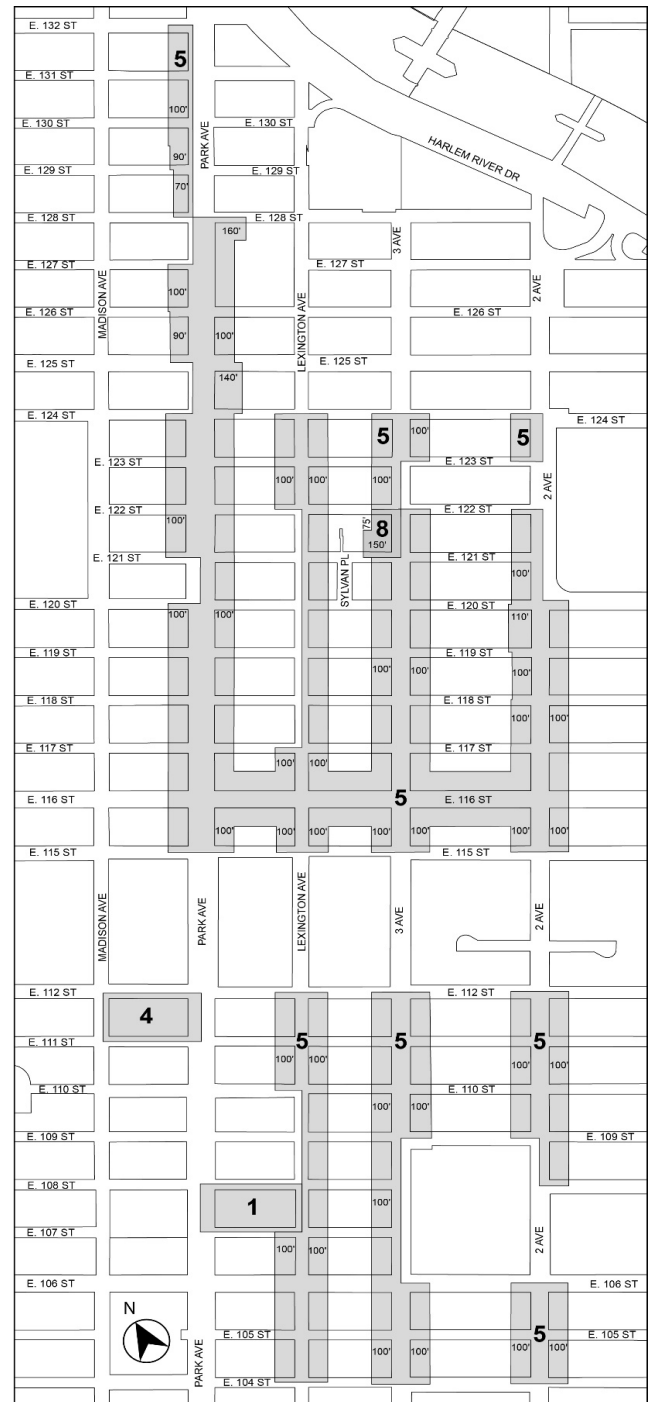 E. 132 ST
5
E. 131 ST
100'
E. 130 ST
PARK AVE
E. 130 ST
HARLEM RIVER DR
90'
E. 129 ST
E. 129 ST
70'
E. 128 ST
E. 128 ST
160'
3 AVE
E. 127 ST
E. 127 ST
MADISON AVE
100'
2 AVE
E. 126 ST
E. 126 ST
LEXINGTON AVE
90'
100'
E. 125 ST
E. 125 ST
140'
E. 124 ST
E. 124 ST
5
100'
5
E. 123 ST
E. 123 ST
100'
100'
100'
2 AVE
E. 122 ST
E. 122 ST
100'
75'
8
150'
E. 121 ST
E. 121 ST
SYLVAN PL
100'
E. 120 ST
E. 120 ST
100'
100'
110'
E. 119 ST
E. 119 ST
100'
100'
100'
E. 118 ST
E. 118 ST
100'
100'
E. 117 ST
E. 117 ST
100'
100'
E. 116 ST
5
E. 116 ST
100'
100'
100'
100'
100'
100'
100'
E. 115 ST
E. 115 ST
MADISON AVE
PARK AVE
LEXINGTON AVE
3 AVE
2 AVE
E. 112 ST
E. 112 ST
4
5
5
5
E. 111 ST
100'
100'
100'
100'
E. 110 ST
E. 110 ST
100'
100'
E. 109 ST
E. 109 ST
E. 108 ST
1
100'
E. 107 ST
2 AVE
100'
100'
E. 106 ST
E. 106 ST
N
E. 105 ST
5
E. 105 ST
PARK AVE
100'
100'
100'
100'
E. 104 ST